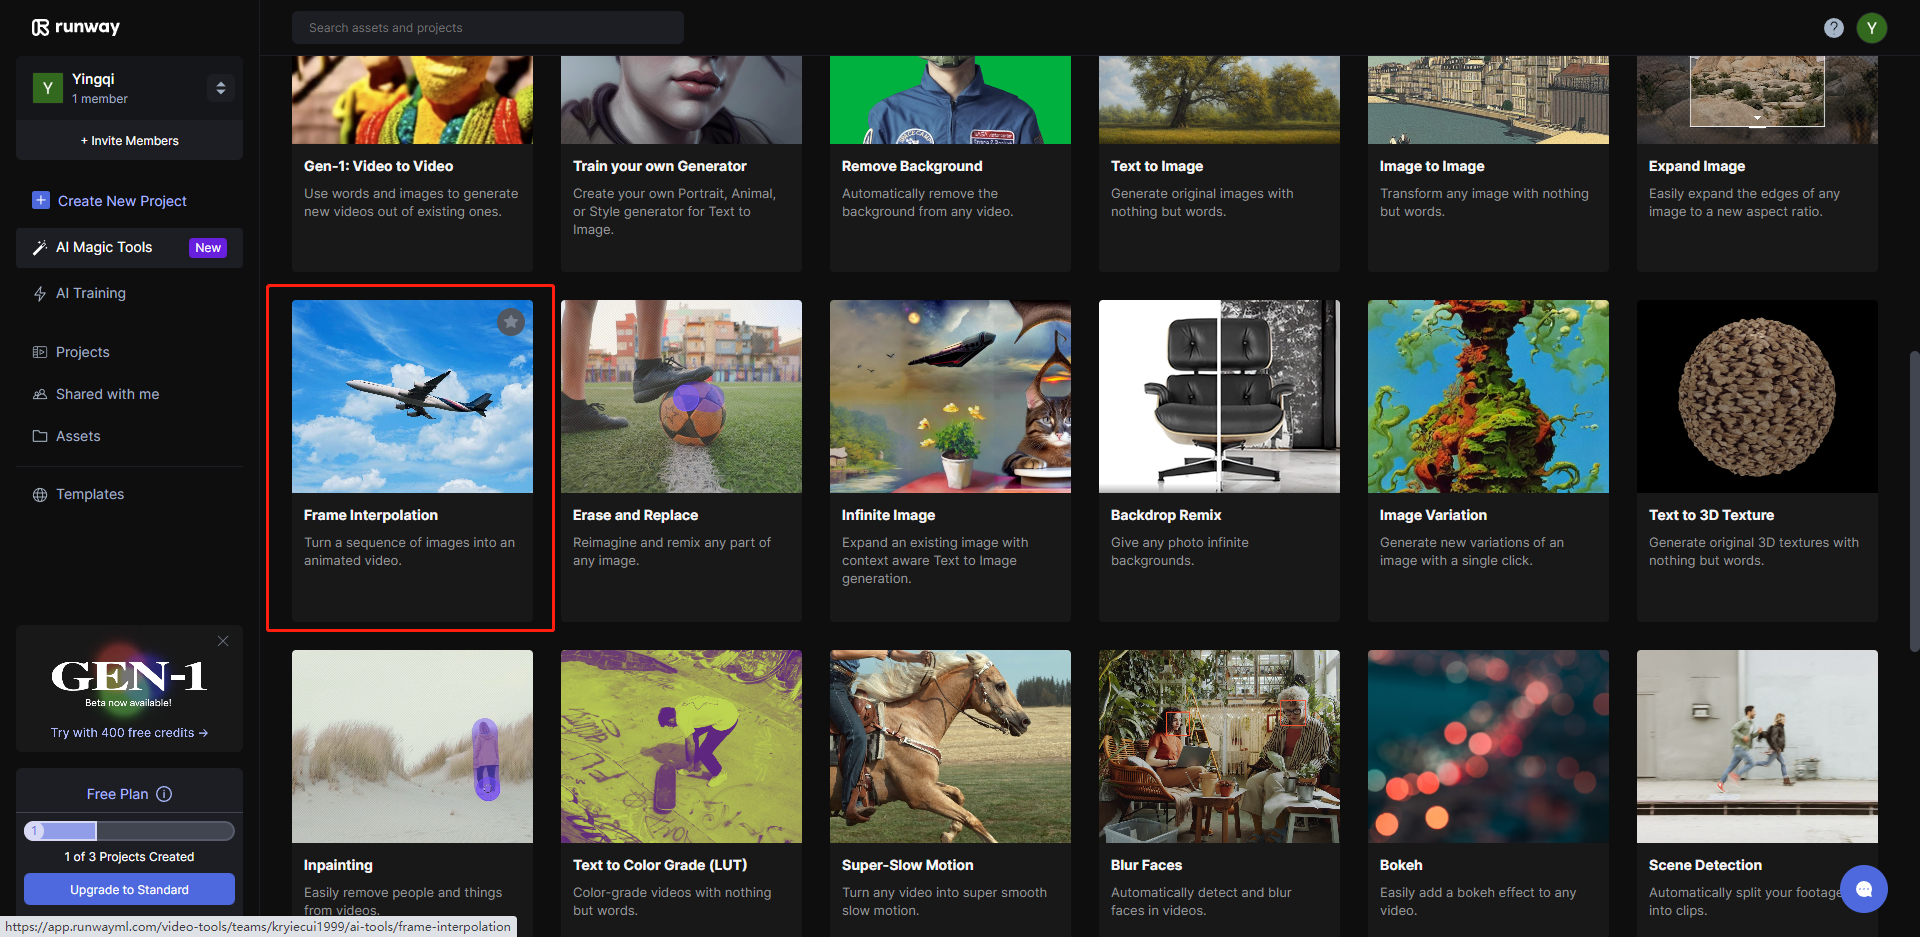 runway
Search assets and projects
?
Y
Y
Yingqi
1 member
+ Invite Members
Create New Project
AI Magic Tools
New
AI Training
Projects
Shared with me
Assets
Templates
GEN-1
Beta now available!
Try with 400 free credits →
Free Plan
1
1 of 3 Projects Created
Upgrade to Standard
Gen-1: Video to Video
Use words and images to generate
new videos out of existing ones.
Train your own Generator
Create your own Portrait, Animal,
or Style generator for Text to
Image.
Remove Background
Automatically remove the
background from any video.
Text to Image
Generate original images with
nothing but words.
Image to Image
Transform any image with nothing
but words.
Expand Image
Easily expand the edges of any
image to a new aspect ratio.
Frame Interpolation
Turn a sequence of images into an
animated video.
Erase and Replace
Reimagine and remix any part of
any image.
Infinite Image
Expand an existing image with
context aware Text to Image
generation.
Backdrop Remix
Give any photo infinite
backgrounds.
Image Variation
Generate new variations of an
image with a single click.
Text to 3D Texture
Generate original 3D textures with
nothing but words.
Inpainting
Easily remove people and things
from videos.
Text to Color Grade (LUT)
Color-grade videos with nothing
but words.
Super-Slow Motion
Turn any video into super smooth
slow motion.
Blur Faces
Automatically detect and blur
faces in videos.
Bokeh
Easily add a bokeh effect to any
video.
Scene Detection
Automatically split your footage
into clips.
https://app.runwayml.com/video-tools/teams/kryiecui1999/ai-tools/frame-interpolation